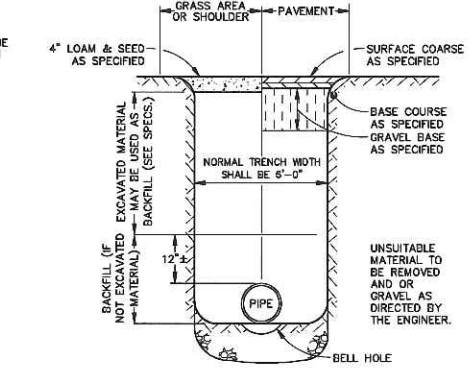 GRASS AREA
OR SHOULDER
PAVEMENT
4" LOAM & SEED
AS SPECIFIED
SURFACE COARSE
AS SPECIFIED
BASE COURSE
AS SPECIFIED
GRAVEL BASE
AS SPECIFIED
EXCAVATED MATERIAL
MAY BE USED AS
BACKFILL (SEE SPECS.)
NORMAL TRENCH WIDTH
SHALL BE 6'-0"
BACKFILL (IF
NOT EXCAVATED
MATERIAL)
12"±
PIPE
UNSUITABLE
MATERIAL TO
BE REMOVED
AND OR
GRAVEL AS
DIRECTED BY
THE ENGINEER.
BELL HOLE